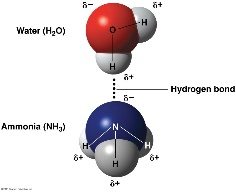 δ− δ+
H
Water (H₂O) O
H
δ+
Hydrogen bond
δ−
Ammonia (NH₃) N
H H
δ+ H δ+
δ+